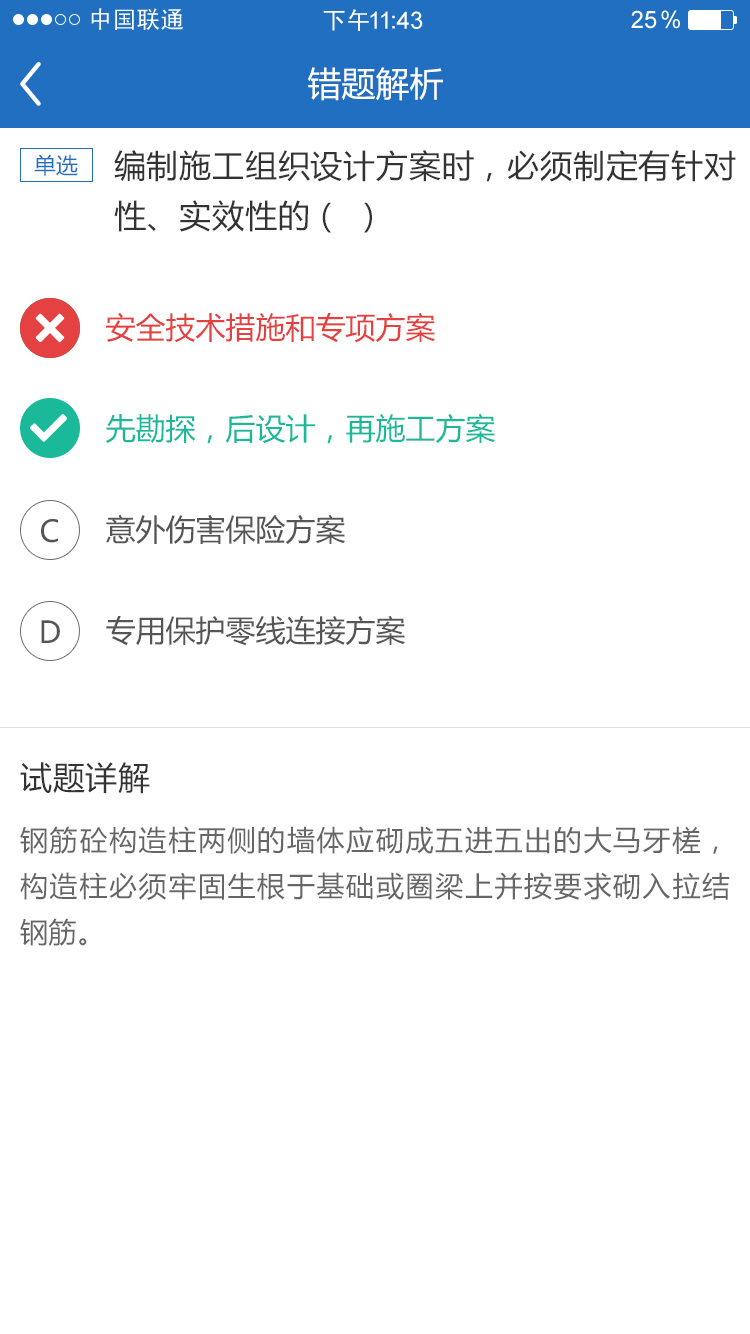 中国联通 下午11:43 25%
错题解析
单选 编制施工组织设计方案时，必须制定有针对
性、实效性的（ ）
安全技术措施和专项方案
先勘探，后设计，再施工方案
C 意外伤害保险方案
D 专用保护零线连接方案
试题详解
钢筋砼构造柱两侧的墙体应砌成五进五出的大马牙槎，
构造柱必须牢固生根于基础或圈梁上并按要求砌入拉结
钢筋。